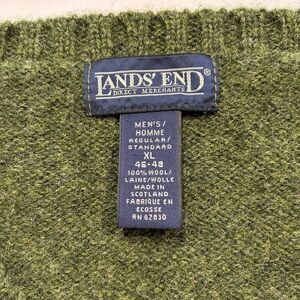 LANDS' END®
DIRECT MERCHANTS
MEN'S/
HOMME
REGULAR/
STANDARD
XL
46-48
100% WOOL/
LAINE/WOLLE
MADE IN
SCOTLAND
FABRIQUE EN
ECOSSE
RN 62830